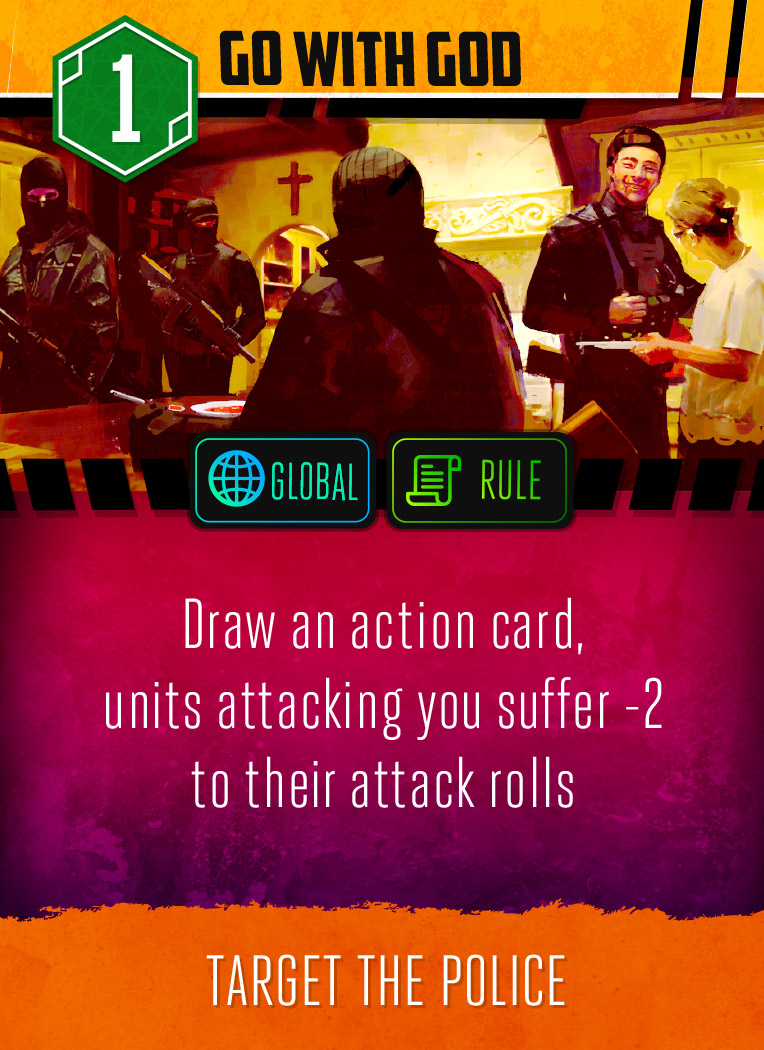 1
GO WITH GOD
GLOBAL
RULE
Draw an action card,
units attacking you suffer -2
to their attack rolls
TARGET THE POLICE